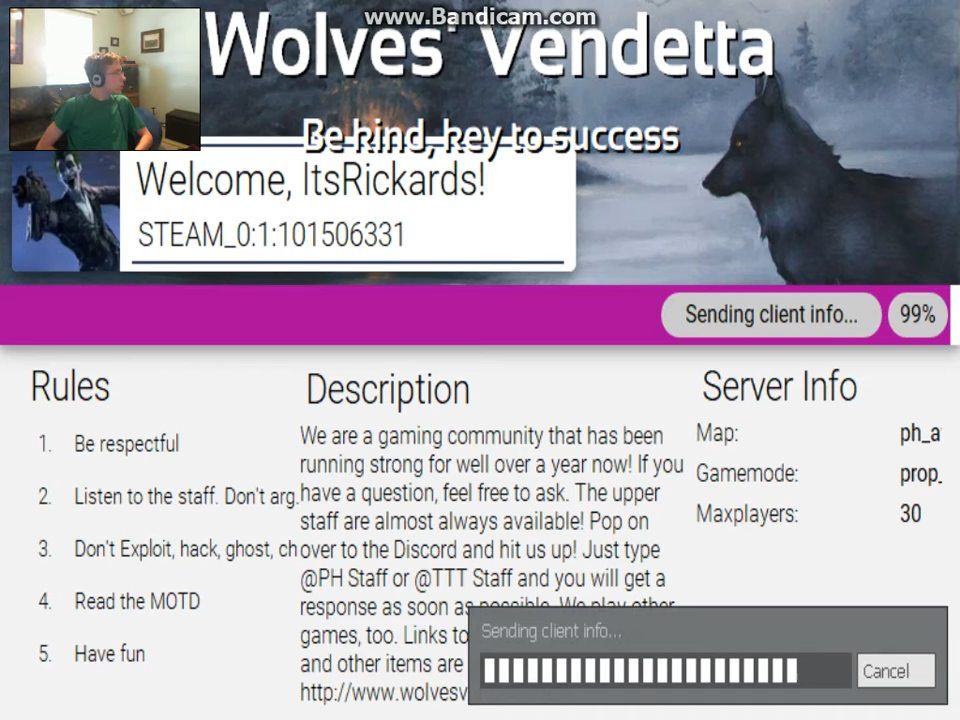 www.Bandicam.com
Wolves' Vendetta
Be kind, key to success
Welcome, ItsRickards!
STEAM_0:1:101506331
Sending client info...
99%
Rules
1. Be respectful
2. Listen to the staff. Don't arg.
3. Don't Exploit, hack, ghost, ch
4. Read the MOTD
5. Have fun
Description
We are a gaming community that has been
running strong for well over a year now! If you
have a question, feel free to ask. The upper
staff are almost always available! Pop on
over to the Discord and hit us up! Just type
@PH Staff or @TTT Staff and you will get a
response as soon as possible. We play other
games, too. Links to
and other items are
http://www.wolvesv
Server Info
Map: ph_a
Gamemode: prop_
Maxplayers: 30
Sending client info...
Cancel